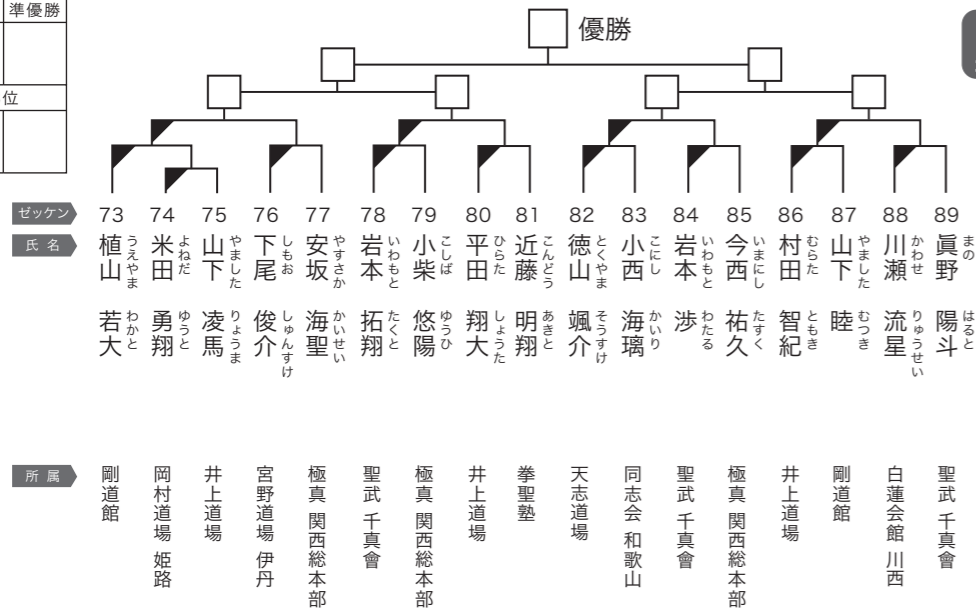 準優勝
位
優勝
ゼッケン
73 74 75 76 77 78 79 80 81 82 83 84 85 86 87 88 89
氏 名
植山 若大
うえやま わかと
米田 勇翔
よねだ ゆうと
山下 凌馬
やました りょうま
下尾 俊介
しもお しゅんすけ
安坂 海聖
やすさか かいせい
岩本 拓翔
いわもと たくと
小柴 悠陽
こしば ゆうひ
平田 翔大
ひらた しょうた
近藤 明翔
こんどう あきと
徳山 颯介
とくやま そうすけ
小西 海璃
こにし かいり
岩本 渉
いわもと わたる
今西 祐久
いまにし たすく
村田 智紀
むらた ともき
山下 睦
やました むつき
川瀬 流星
かわせ りゅうせい
眞野 陽斗
まの はると
所 属
剛道館
岡村道場 姫路
井上道場
宮野道場 伊丹
極真 関西総本部
聖武 千真會
極真 関西総本部
井上道場
拳聖塾
天志道場
同志会 和歌山
聖武 千真會
極真 関西総本部
井上道場
剛道館
白蓮会館 川西
聖武 千真會